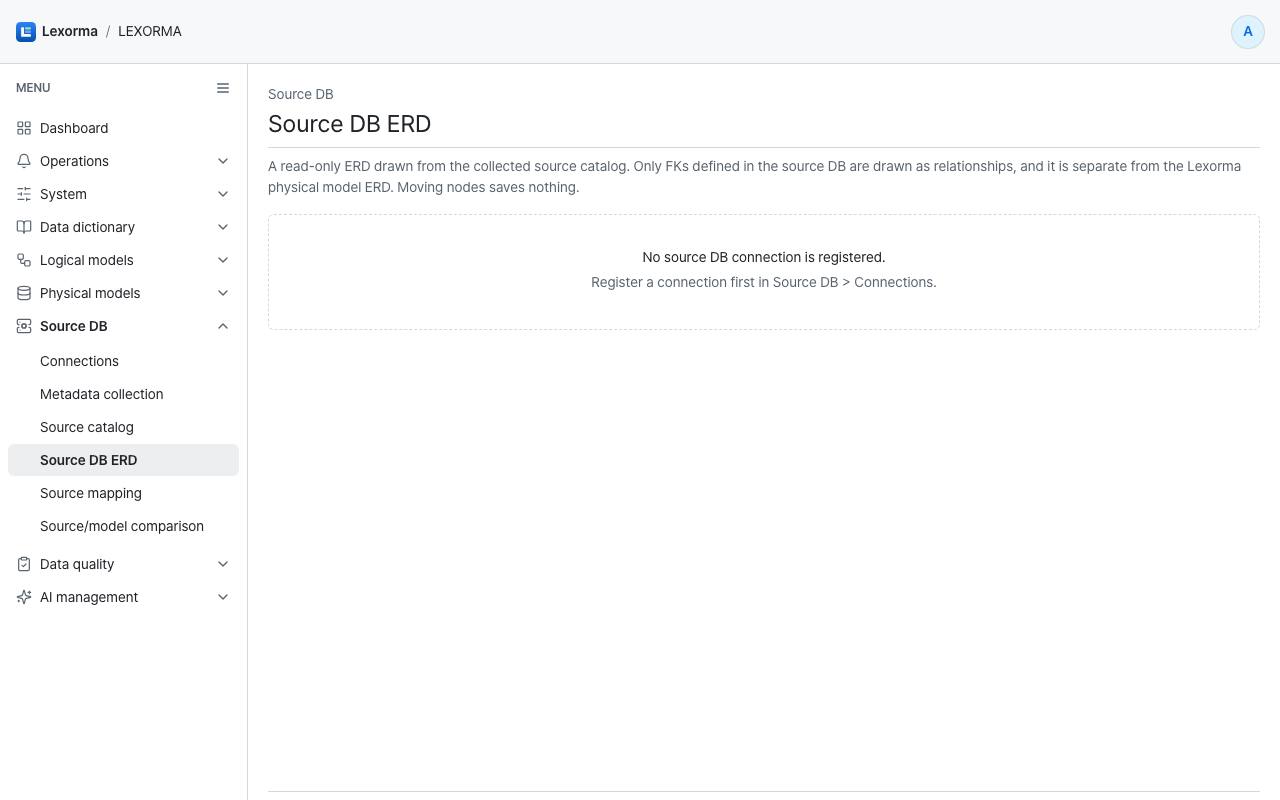 Lexorma / LEXORMA
A
MENU
Dashboard
Operations
System
Data dictionary
Logical models
Physical models
Source DB
Connections
Metadata collection
Source catalog
Source DB ERD
Source mapping
Source/model comparison
Data quality
AI management
Source DB
Source DB ERD
A read-only ERD drawn from the collected source catalog. Only FKs defined in the source DB are drawn as relationships, and it is separate from the Lexorma
physical model ERD. Moving nodes saves nothing.
No source DB connection is registered.
Register a connection first in Source DB > Connections.